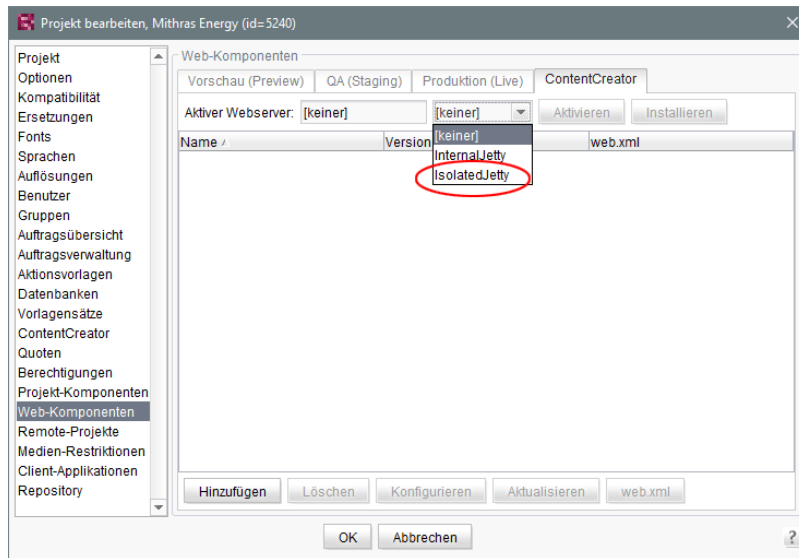 Projekt bearbeiten, Mithras Energy (id=5240)
Projekt
Optionen
Kompatibilität
Ersetzungen
Fonts
Sprachen
Auflösungen
Benutzer
Gruppen
Auftragsübersicht
Auftragsverwaltung
Aktionsvorlagen
Datenbanken
Vorlagensätze
ContentCreator
Quoten
Berechtigungen
Projekt-Komponenten
Web-Komponenten
Remote-Projekte
Medien-Restriktionen
Client-Applikationen
Repository
Web-Komponenten
Vorschau (Preview) QA (Staging) Produktion (Live) ContentCreator
Aktiver Webserver: [keiner] [keiner] Aktivieren Installieren
Name Version web.xml
[keiner]
InternalJetty
IsolatedJetty
Hinzufügen Löschen Konfigurieren Aktualisieren web.xml
OK Abbrechen ?